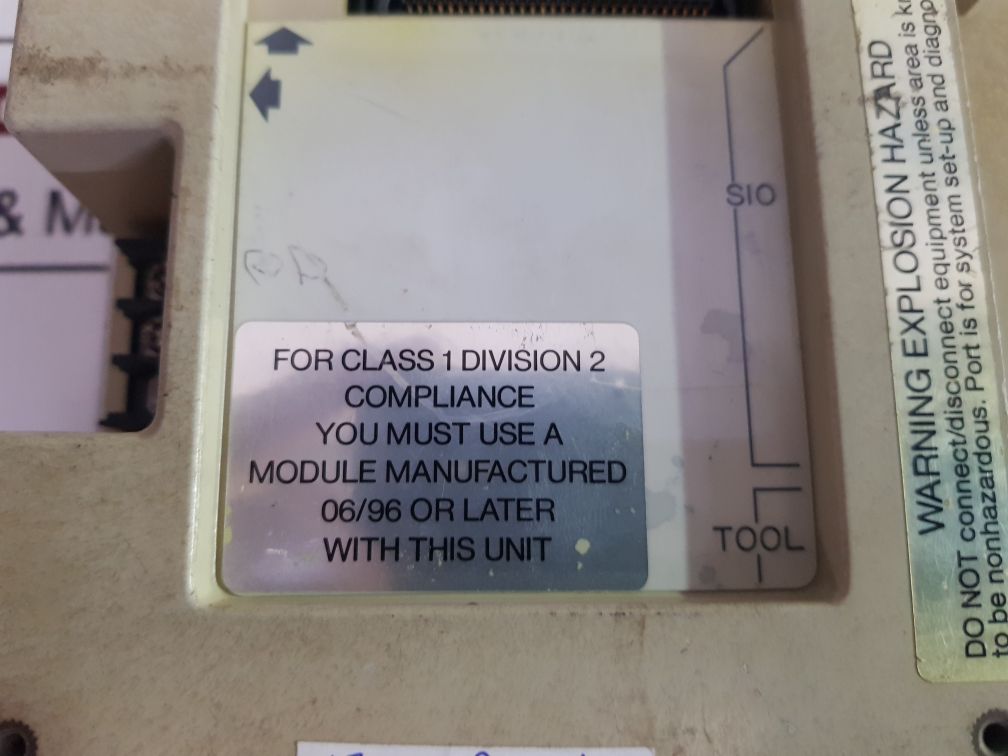 & M
SIO
FOR CLASS 1 DIVISION 2
COMPLIANCE
YOU MUST USE A
MODULE MANUFACTURED
06/96 OR LATER
WITH THIS UNIT
TOOL
WARNING EXPLOSION HAZARD
DO NOT connect/disconnect equipment unless area is
to be nonhazardous. Port is for system set-up and